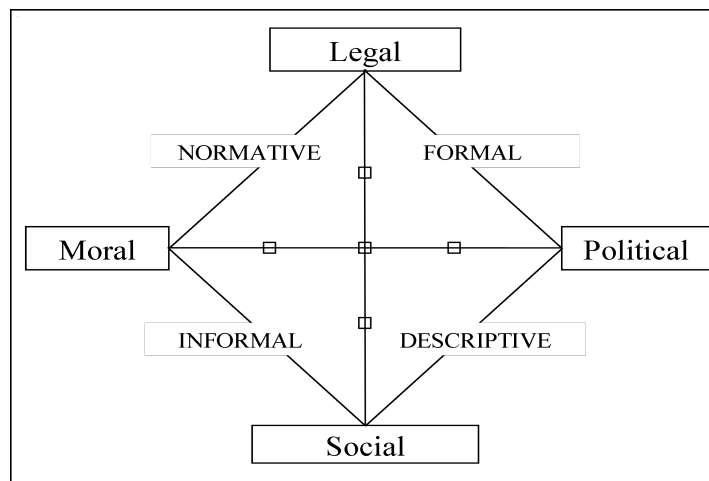 Legal
NORMATIVE
FORMAL
Moral
Political
INFORMAL
DESCRIPTIVE
Social